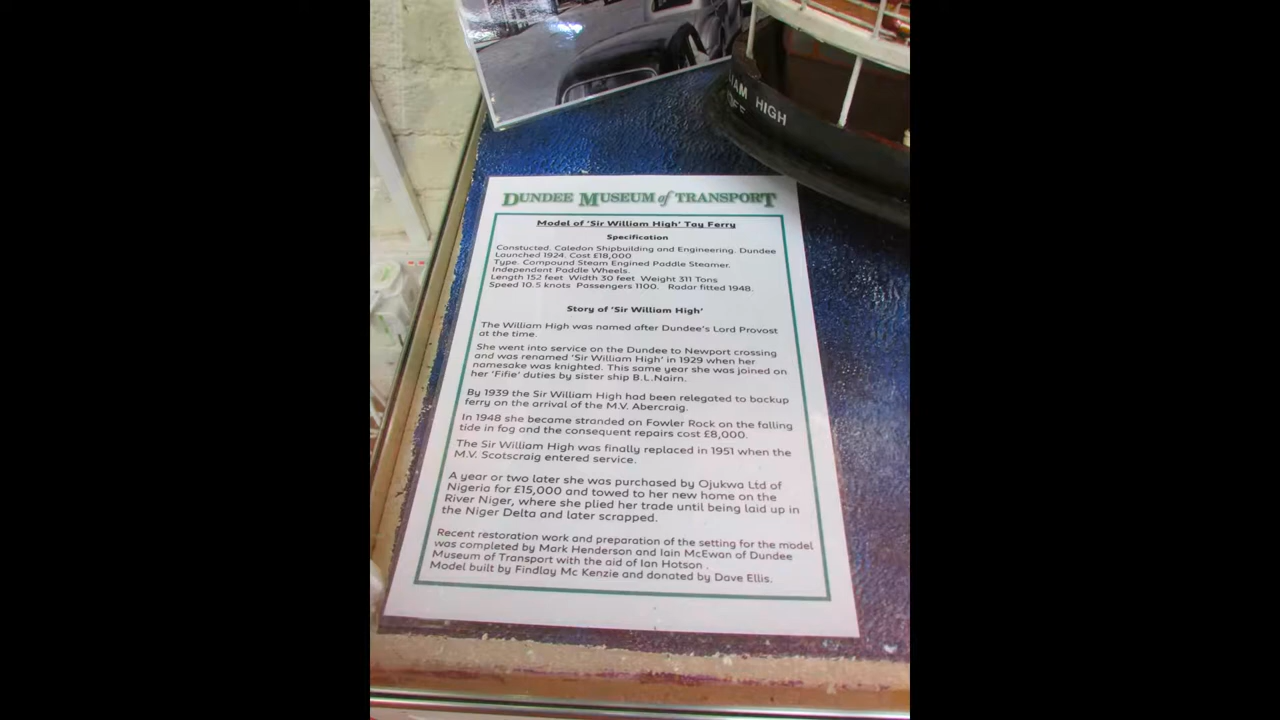 IAM HIGH
DUNDEE MUSEUM of TRANSPORT
Model of 'Sir William High' Tay Ferry
Specification
Constucted. Caledon Shipbuilding and Engineering. Dundee
Launched 1924. Cost £18,000
Type. Compound Steam Engined Paddle Steamer.
Independent Paddle Wheels.
Length 152 feet Width 30 feet Weight 311 Tons
Speed 10.5 knots Passengers 1100. Radar fitted 1948.
Story of 'Sir William High'
The William High was named after Dundee's Lord Provost
at the time.
She went into service on the Dundee to Newport crossing
and was renamed 'Sir William High' in 1929 when her
namesake was knighted. This same year she was joined on
her 'Fifie' duties by sister ship B.L.Nairn.
By 1939 the Sir William High had been relegated to backup
ferry on the arrival of the M.V. Abercraig.
In 1948 she became stranded on Fowler Rock on the falling
tide in fog and the consequent repairs cost £8,000.
The Sir William High was finally replaced in 1951 when the
M.V. Scotscraig entered service.
A year or two later she was purchased by Ojukwa Ltd of
Nigeria for £15,000 and towed to her new home on the
River Niger, where she plied her trade until being laid up in
the Niger Delta and later scrapped.
Recent restoration work and preparation of the setting for the model
was completed by Mark Henderson and Iain McEwan of Dundee
Museum of Transport with the aid of Ian Hotson .
Model built by Findlay Mc Kenzie and donated by Dave Ellis.